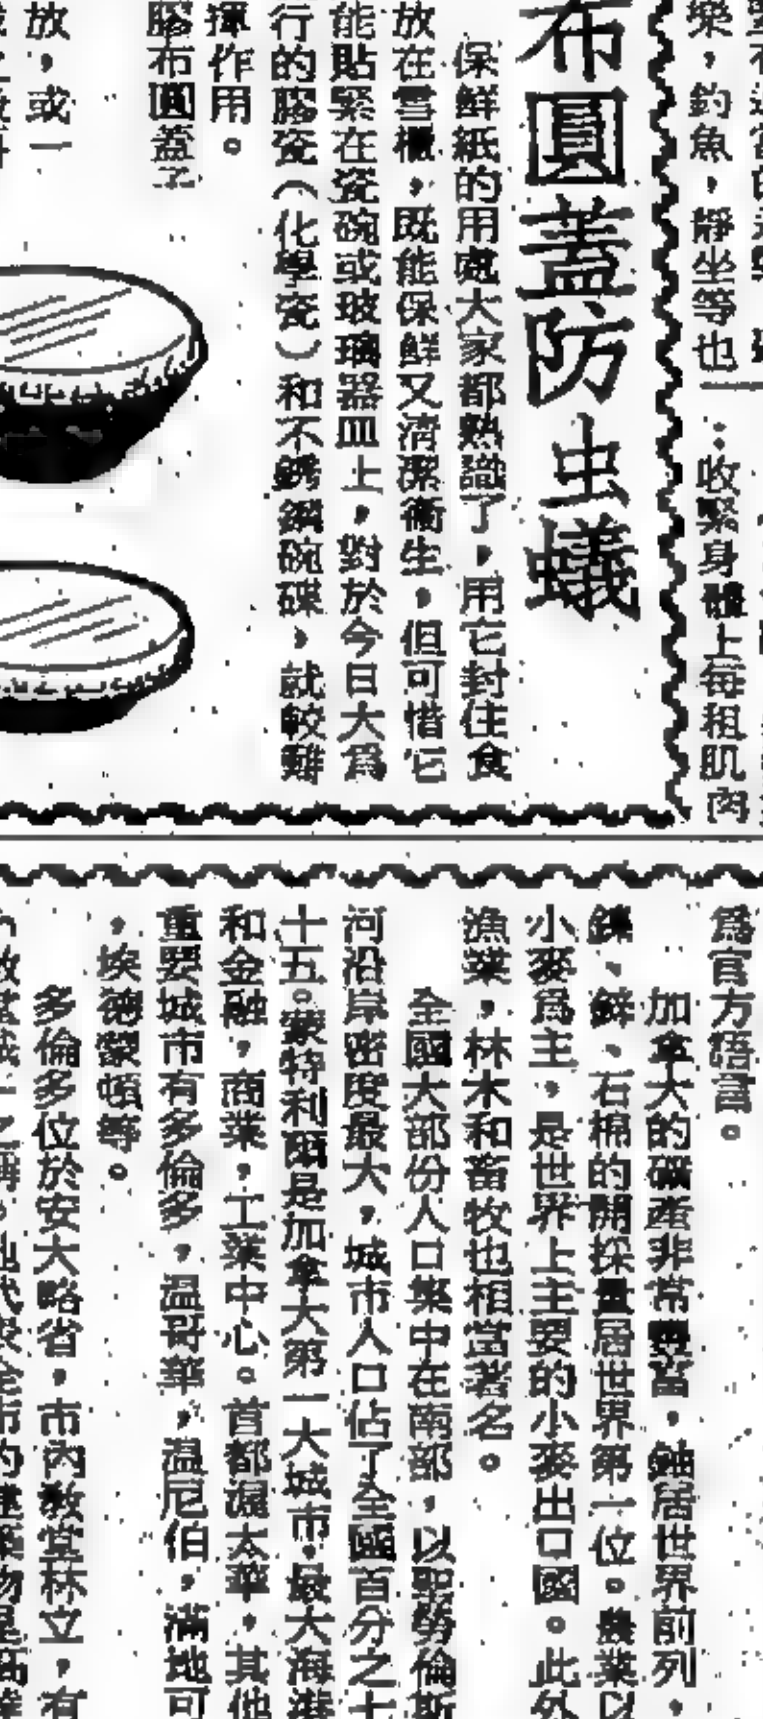 樂，釣魚，靜坐等也
：收緊身體上每組肌肉
布圓蓋防虫蟻
保鮮紙的用處大家都熟識了，用它封住食
放在雪櫃，既能保鮮又清潔衞生，但可惜它
能貼緊在瓷碗或玻璃器皿上，對於今日大爲
行的膠瓷（化學瓷）和不銹鋼碗碟，就較難
揮作用。
膠布圓蓋子
放，或一
爲官方語言。
加拿大的礦產非常豐富，鈾居世界前列，
鎳、鋅、石棉的開採量居世界第一位。農業以
小麥爲主，是世界上主要的小麥出口國。此外
漁業，林木和畜牧也相當著名。
全國大部份人口集中在南部，以聖勞倫斯
河沿岸密度最大，城市人口佔了全國百分之七
十五。蒙特利爾是加拿大第一大城市，最大海港
和金融，商業，工業中心。首都渥太華，其他
重要城市有多倫多，溫哥華，溫尼伯，滿地可
，埃德蒙頓等。
多倫多位於安大略省，市內教堂林立，有